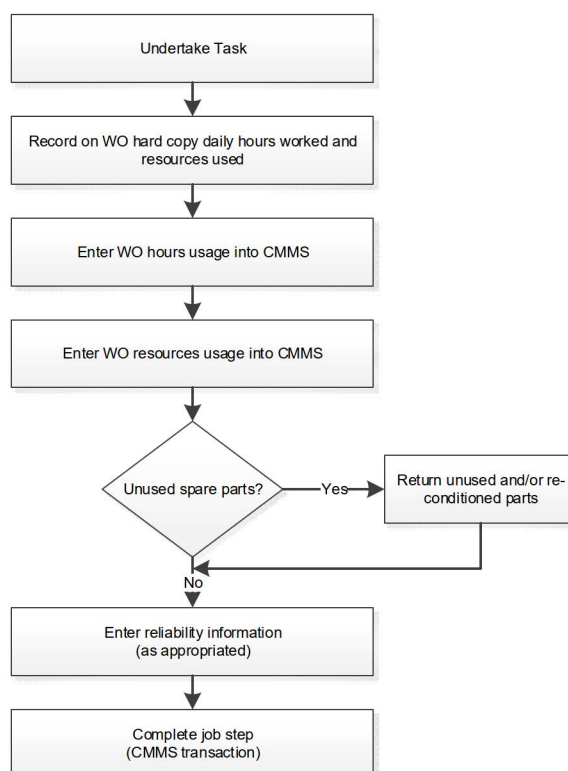 Undertake Task
Record on WO hard copy daily hours worked and
resources used
Enter WO hours usage into CMMS
Enter WO resources usage into CMMS
Unused spare parts?
Yes
Return unused and/or re-
conditioned parts
No
Enter reliability information
(as appropriated)
Complete job step
(CMMS transaction)